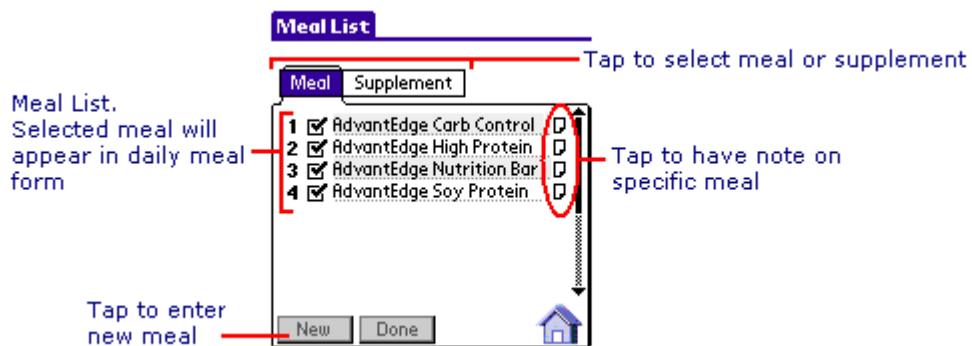 Meal List
Tap to select meal or supplement
Meal Supplement
Meal List.
Selected meal will
appear in daily meal
form
1 AdvantEdge Carb Control
2 AdvantEdge High Protein
3 AdvantEdge Nutrition Bar
4 AdvantEdge Soy Protein
Tap to have note on
specific meal
Tap to enter
new meal
New Done